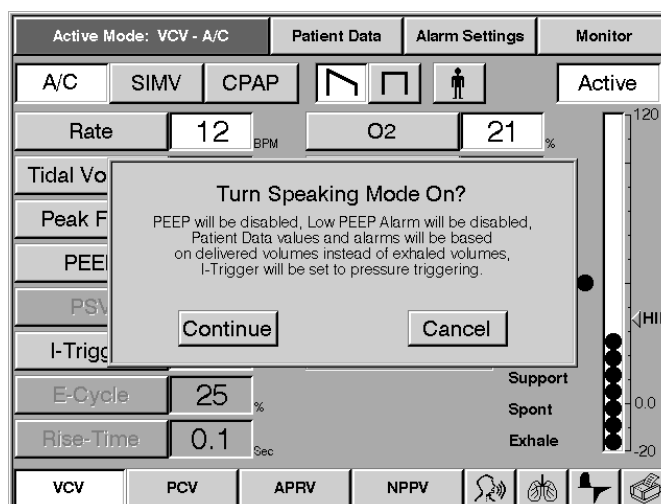 Active Mode: VCV - A/C
Patient Data
Alarm Settings
Monitor
A/C
SIMV
CPAP
Active
Rate
12
BPM
O2
21
%
120
Tidal Vo
Peak F
PEE
PSV
I-Trigg
Turn Speaking Mode On?
PEEP will be disabled, Low PEEP Alarm will be disabled,
Patient Data values and alarms will be based
on delivered volumes instead of exhaled volumes,
I-Trigger will be set to pressure triggering.
Continue
Cancel
HI
Support
E-Cycle
25
%
Spont
0.0
Rise-Time
0.1
Sec
Exhale
-20
VCV
PCV
APRV
NPPV